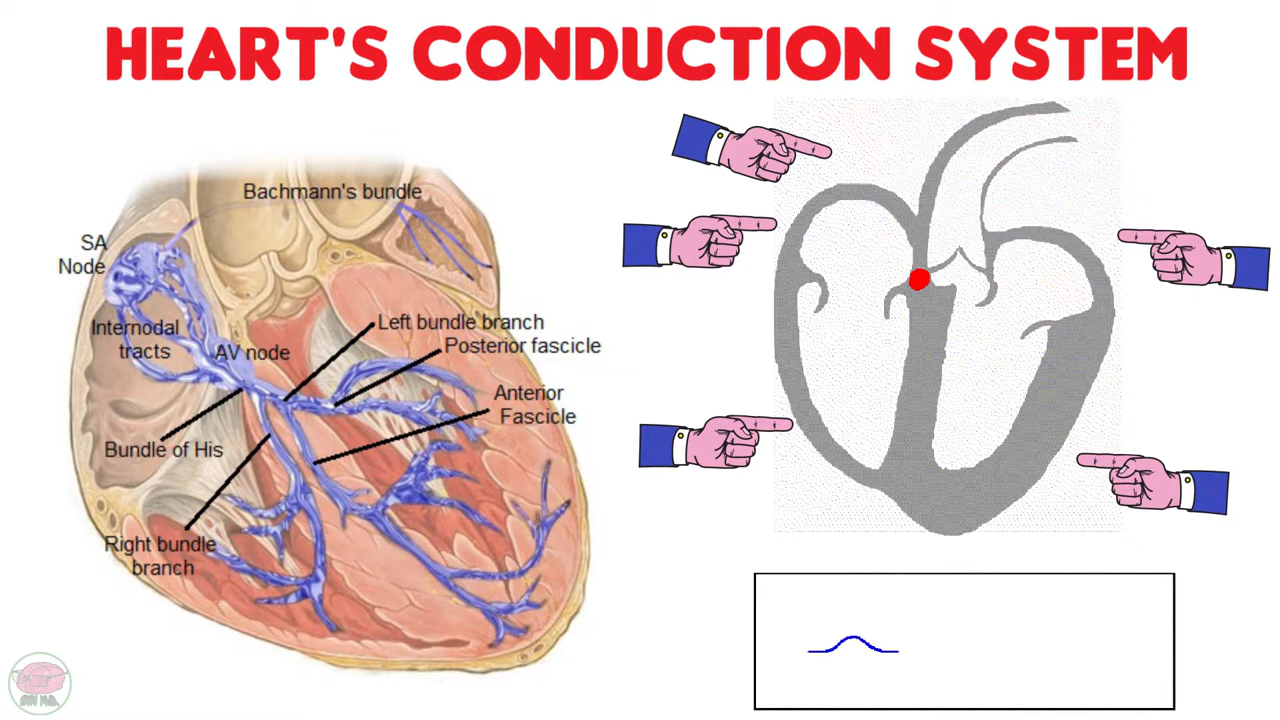 HEART'S CONDUCTION SYSTEM
Bachmann's bundle
SA
Node
Internodal
tracts
AV node
Left bundle branch
Posterior fascicle
Anterior
Fascicle
Bundle of His
Right bundle
branch